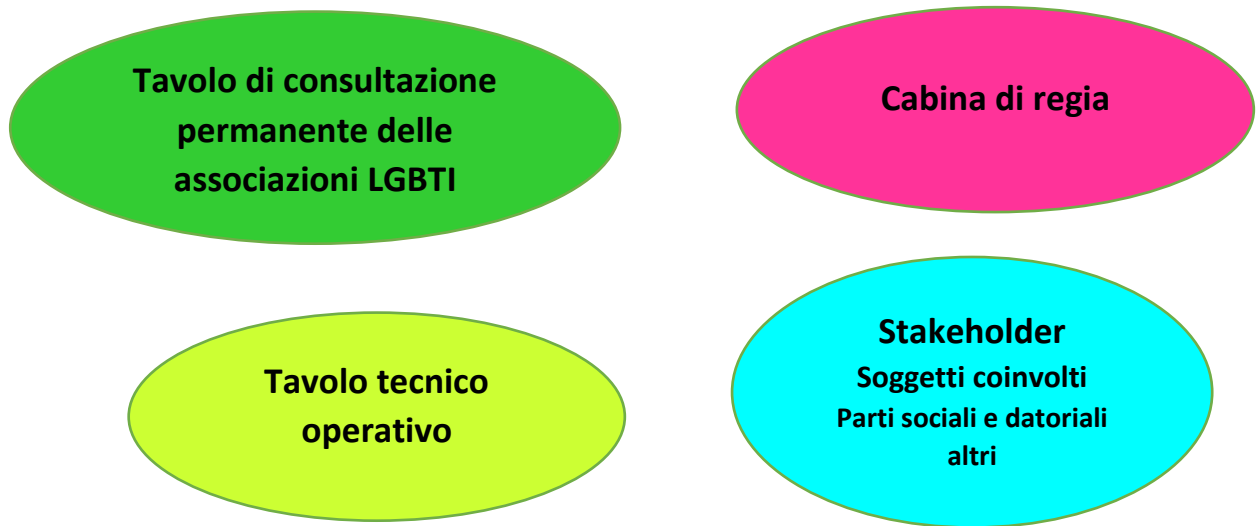 Tavolo di consultazione
permanente delle
associazioni LGBTI
Cabina di regia
Tavolo tecnico
operativo
Stakeholder
Soggetti coinvolti
Parti sociali e datoriali
altri